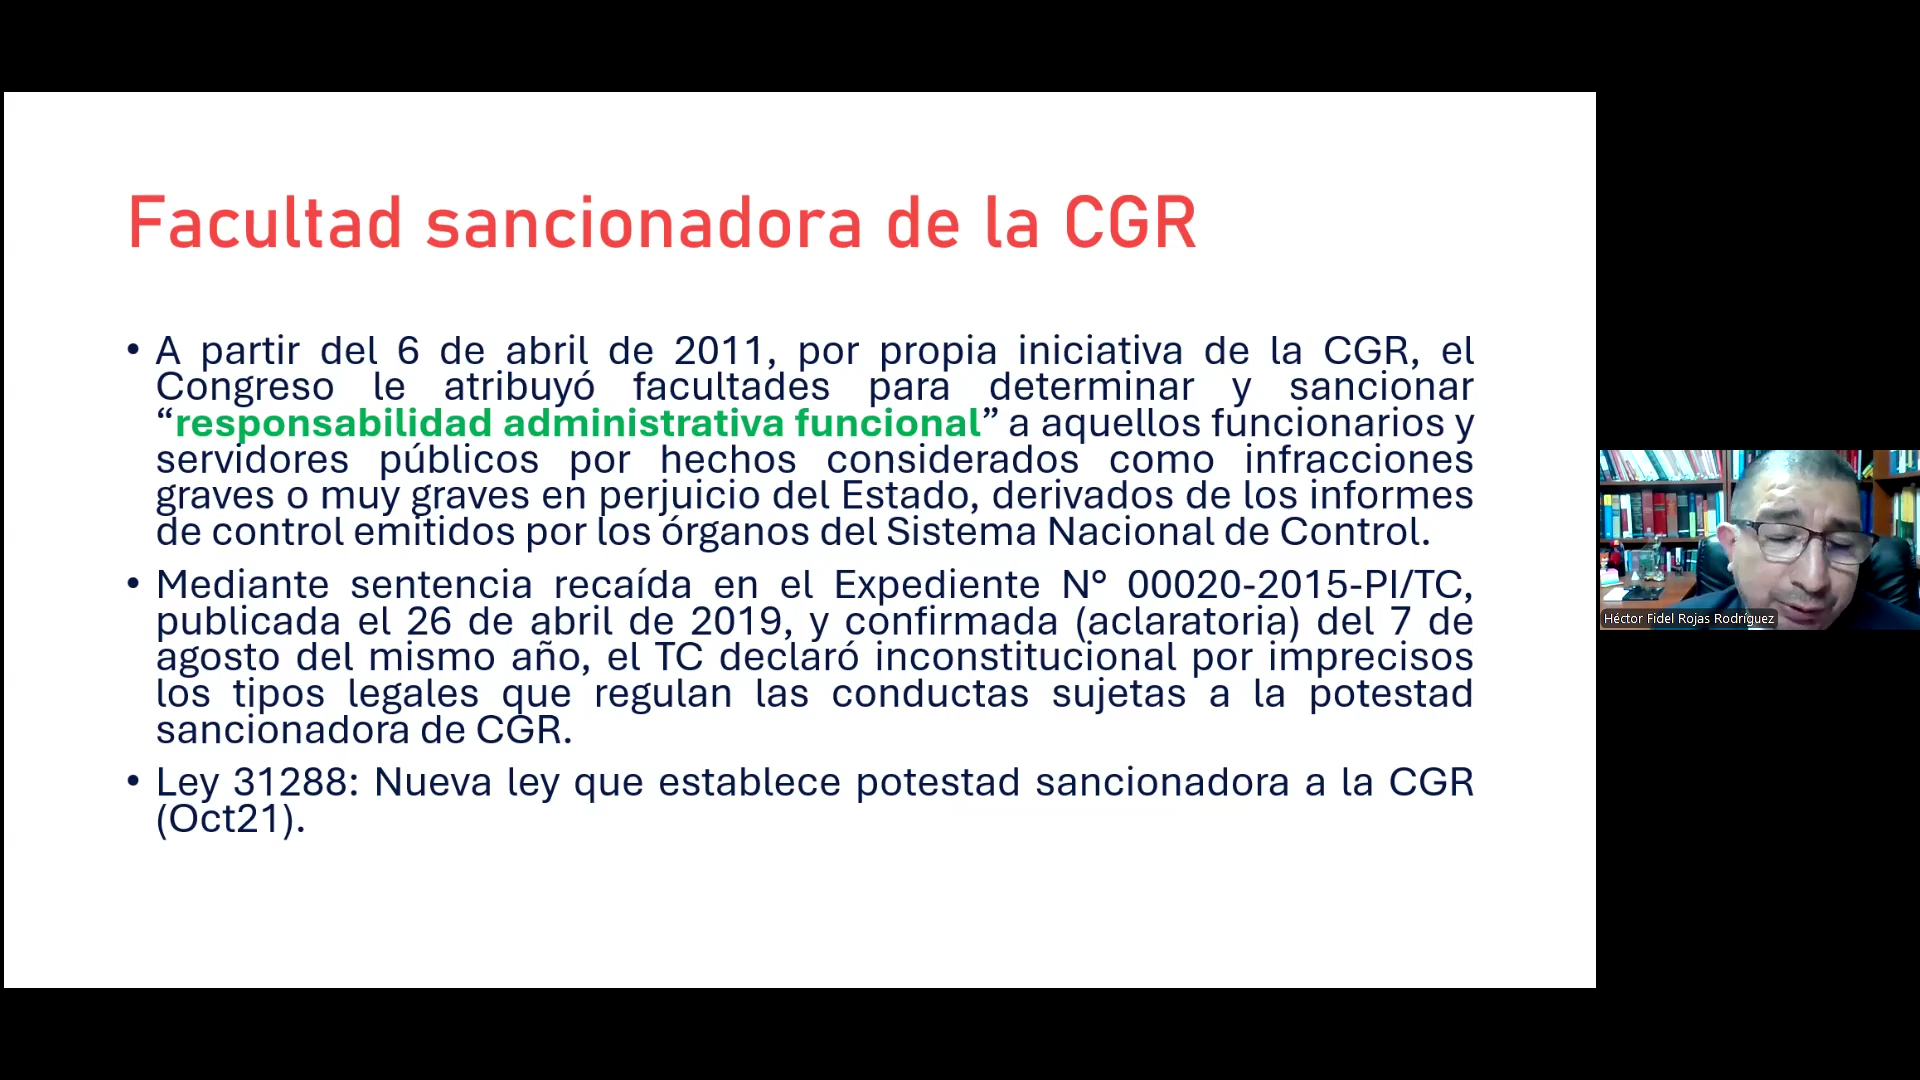 Facultad sancionadora de la CGR
• A partir del 6 de abril de 2011, por propia iniciativa de la CGR, el
Congreso le atribuyó facultades para determinar y sancionar
“responsabilidad administrativa funcional” a aquellos funcionarios y
servidores públicos por hechos considerados como infracciones
graves o muy graves en perjuicio del Estado, derivados de los informes
de control emitidos por los órganos del Sistema Nacional de Control.
• Mediante sentencia recaída en el Expediente N° 00020-2015-PI/TC,
publicada el 26 de abril de 2019, y confirmada (aclaratoria) del 7 de
agosto del mismo año, el TC declaró inconstitucional por imprecisos
los tipos legales que regulan las conductas sujetas a la potestad
sancionadora de CGR.
• Ley 31288: Nueva ley que establece potestad sancionadora a la CGR
(Oct21).
Héctor Fidel Rojas Rodríguez